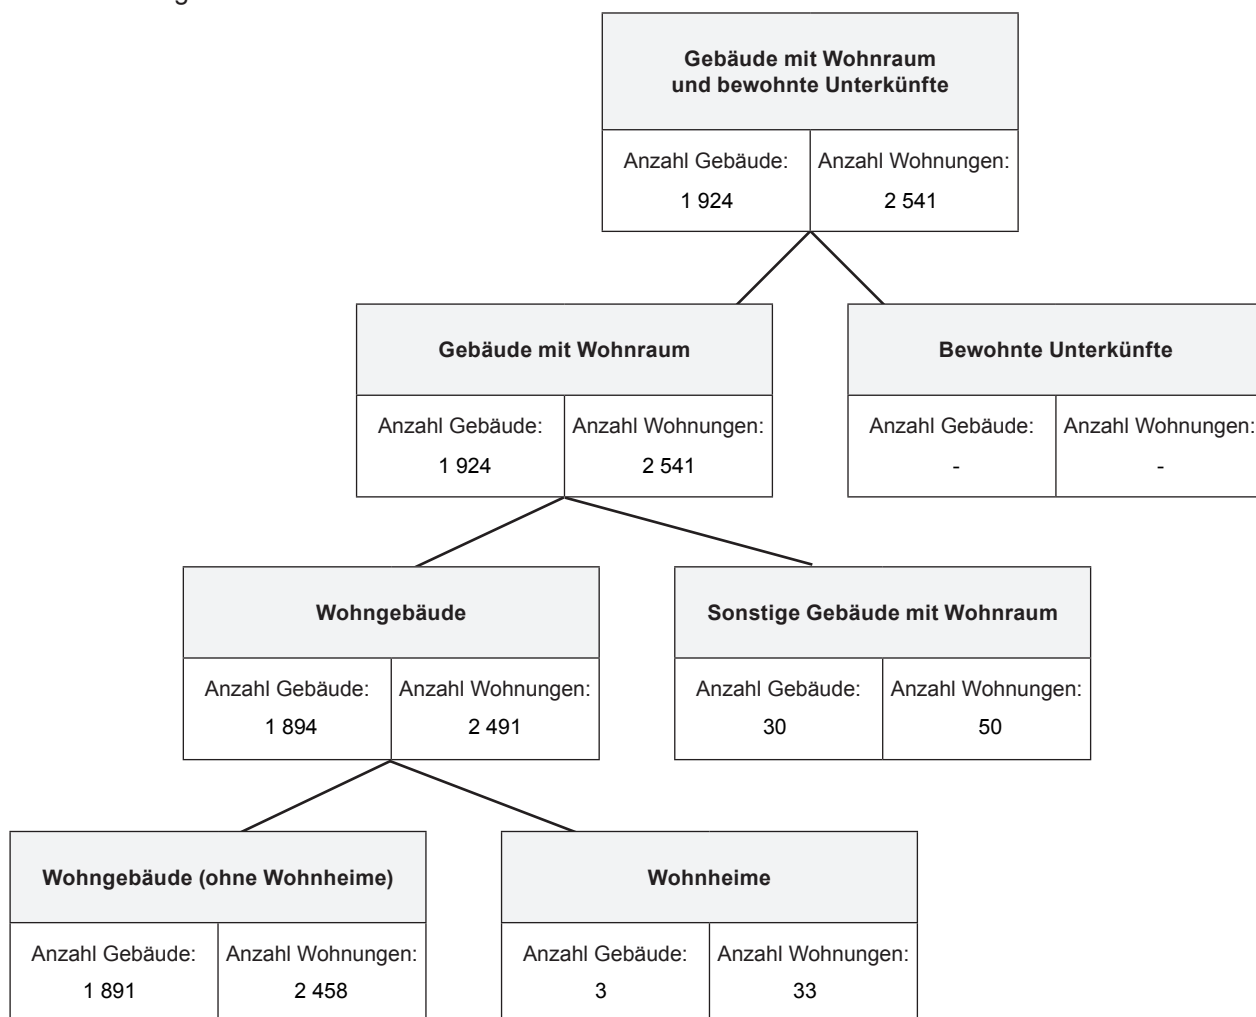 Gebäude mit Wohnraum
und bewohnte Unterkünfte
Anzahl Gebäude: Anzahl Wohnungen:
1 924 2 541
Gebäude mit Wohnraum
Anzahl Gebäude: Anzahl Wohnungen:
1 924 2 541
Bewohnte Unterkünfte
Anzahl Gebäude: Anzahl Wohnungen:
- -
Wohngebäude
Anzahl Gebäude: Anzahl Wohnungen:
1 894 2 491
Sonstige Gebäude mit Wohnraum
Anzahl Gebäude: Anzahl Wohnungen:
30 50
Wohngebäude (ohne Wohnheime)
Anzahl Gebäude: Anzahl Wohnungen:
1 891 2 458
Wohnheime
Anzahl Gebäude: Anzahl Wohnungen:
3 33